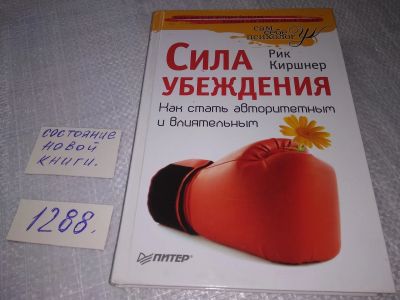 сам
себе
психолог
Рик
Киршнер
СИЛА
УБЕЖДЕНИЯ
Как стать авторитетным
и влиятельным
ПИТЕР®
состояние
новой
книги.
1288.